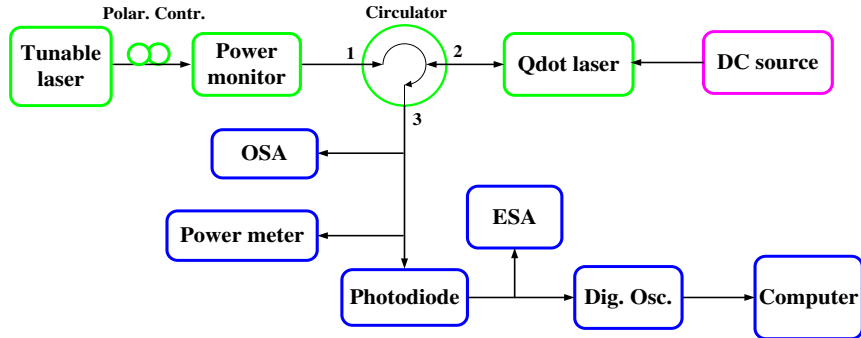 Polar. Contr.
Circulator
Tunable
laser
Power
monitor
1
2
Qdot laser
DC source
3
OSA
ESA
Power meter
Photodiode
Dig. Osc.
Computer